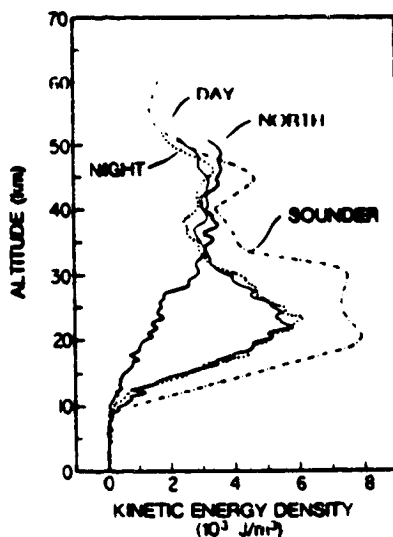 70
60
50
40
30
20
10
0
ALTITUDE (km)
DAY
NORTH
NIGHT
SOUNDER
0 2 4 6 8
KINETIC ENERGY DENSITY
(10³ J/m³)